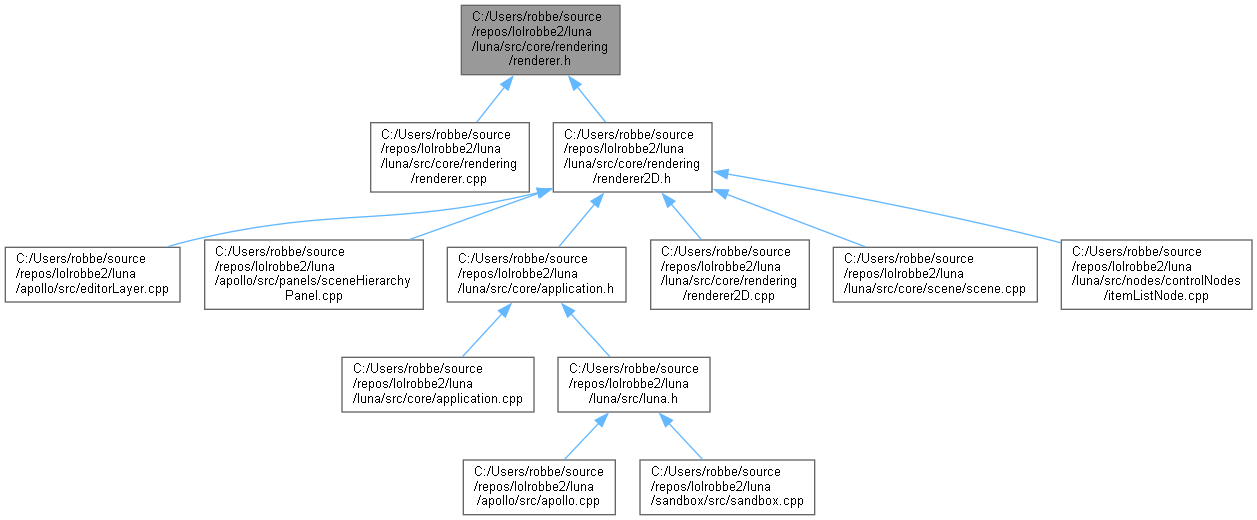 C:/Users/robbe/source
/repos/lolrobbe2/luna
/luna/src/core/rendering
/renderer.h
C:/Users/robbe/source
/repos/lolrobbe2/luna
/luna/src/core/rendering
/renderer.cpp
C:/Users/robbe/source
/repos/lolrobbe2/luna
/luna/src/core/rendering
/renderer2D.h
C:/Users/robbe/source
/repos/lolrobbe2/luna
/apollo/src/editorLayer.cpp
C:/Users/robbe/source
/repos/lolrobbe2/luna
/apollo/src/panels/sceneHierarchy
Panel.cpp
C:/Users/robbe/source
/repos/lolrobbe2/luna
/luna/src/core/application.h
C:/Users/robbe/source
/repos/lolrobbe2/luna
/luna/src/core/rendering
/renderer2D.cpp
C:/Users/robbe/source
/repos/lolrobbe2/luna
/luna/src/core/scene/scene.cpp
C:/Users/robbe/source
/repos/lolrobbe2/luna
/luna/src/nodes/controlNodes
/itemListNode.cpp
C:/Users/robbe/source
/repos/lolrobbe2/luna
/luna/src/core/application.cpp
C:/Users/robbe/source
/repos/lolrobbe2/luna
/luna/src/luna.h
C:/Users/robbe/source
/repos/lolrobbe2/luna
/apollo/src/apollo.cpp
C:/Users/robbe/source
/repos/lolrobbe2/luna
/sandbox/src/sandbox.cpp